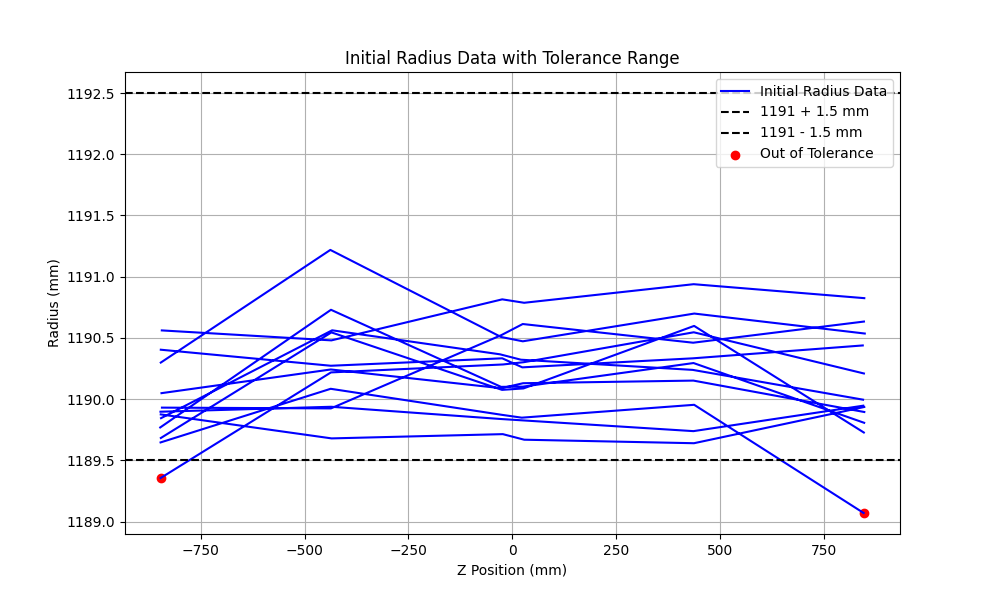 Initial Radius Data with Tolerance Range
Initial Radius Data
1191 + 1.5 mm
1191 - 1.5 mm
Out of Tolerance
Radius (mm)
1192.5
1192.0
1191.5
1191.0
1190.5
1190.0
1189.5
1189.0
−750
−500
−250
0
250
500
750
Z Position (mm)